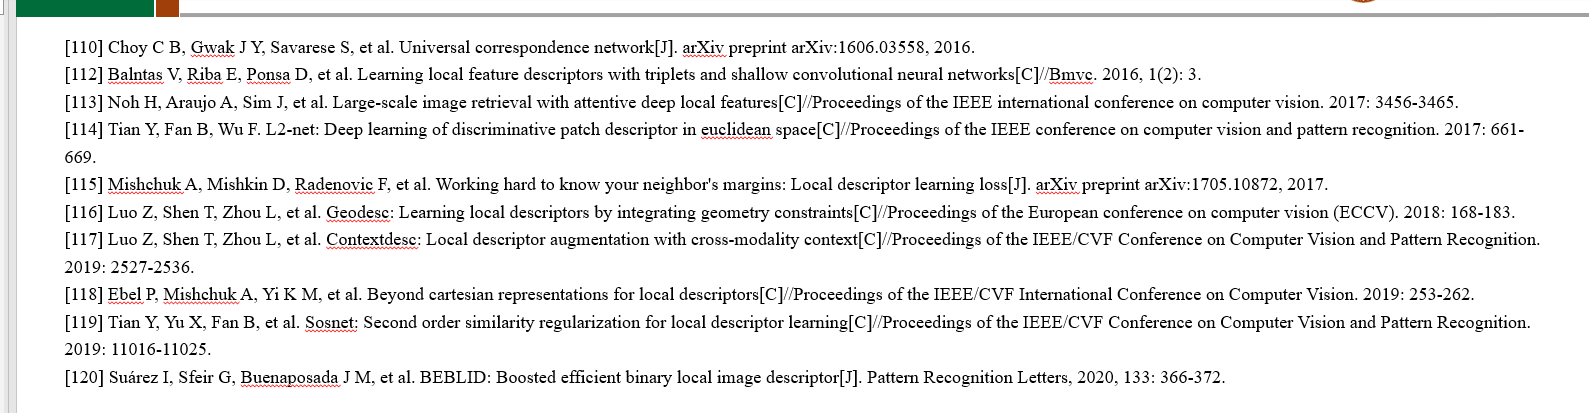 [110] Choy C B, Gwak J Y, Savarese S, et al. Universal correspondence network[J]. arXiv preprint arXiv:1606.03558, 2016.
[112] Balntas V, Riba E, Ponsa D, et al. Learning local feature descriptors with triplets and shallow convolutional neural networks[C]//Bmvc. 2016, 1(2): 3.
[113] Noh H, Araujo A, Sim J, et al. Large-scale image retrieval with attentive deep local features[C]//Proceedings of the IEEE international conference on computer vision. 2017: 3456-3465.
[114] Tian Y, Fan B, Wu F. L2-net: Deep learning of discriminative patch descriptor in euclidean space[C]//Proceedings of the IEEE conference on computer vision and pattern recognition. 2017: 661-
669.
[115] Mishchuk A, Mishkin D, Radenovic F, et al. Working hard to know your neighbor's margins: Local descriptor learning loss[J]. arXiv preprint arXiv:1705.10872, 2017.
[116] Luo Z, Shen T, Zhou L, et al. Geodesc: Learning local descriptors by integrating geometry constraints[C]//Proceedings of the European conference on computer vision (ECCV). 2018: 168-183.
[117] Luo Z, Shen T, Zhou L, et al. Contextdesc: Local descriptor augmentation with cross-modality context[C]//Proceedings of the IEEE/CVF Conference on Computer Vision and Pattern Recognition.
2019: 2527-2536.
[118] Ebel P, Mishchuk A, Yi K M, et al. Beyond cartesian representations for local descriptors[C]//Proceedings of the IEEE/CVF International Conference on Computer Vision. 2019: 253-262.
[119] Tian Y, Yu X, Fan B, et al. Sosnet: Second order similarity regularization for local descriptor learning[C]//Proceedings of the IEEE/CVF Conference on Computer Vision and Pattern Recognition.
2019: 11016-11025.
[120] Suárez I, Sfeir G, Buenaposada J M, et al. BEBLID: Boosted efficient binary local image descriptor[J]. Pattern Recognition Letters, 2020, 133: 366-372.